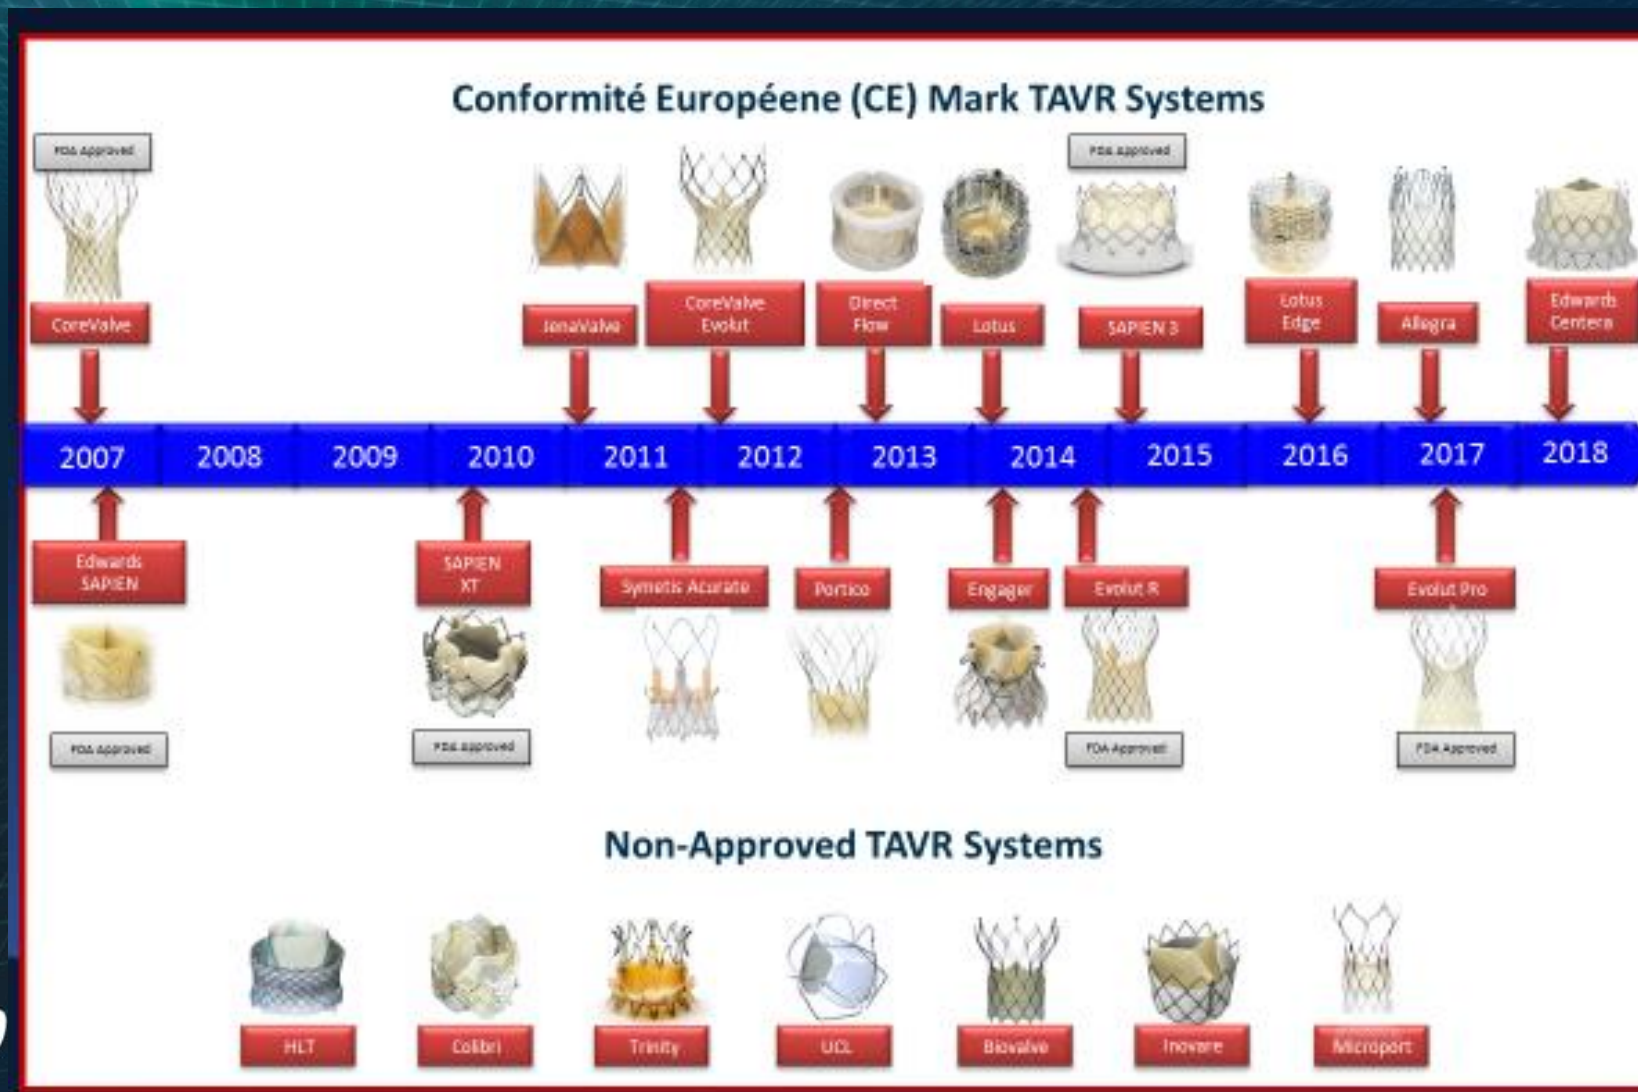 Conformité Européene (CE) Mark TAVR Systems
FDA Approved
FDA Approved
CoreValve
JenaValve
CoreValve
Evolut
Direct
Flow
Lotus
SAPIEN 3
Lotus
Edge
Allegra
Edwards
Centera
2007 2008 2009 2010 2011 2012 2013 2014 2015 2016 2017 2018
Edwards
SAPIEN
SAPIEN
XT
Symetis Acurate
Portico
Engager
Evolut R
Evolut Pro
FDA Approved
FDA Approved
FDA Approved
FDA Approved
Non-Approved TAVR Systems
HLT
Colibri
Trinity
UCL
Biovalve
Inovare
Microport